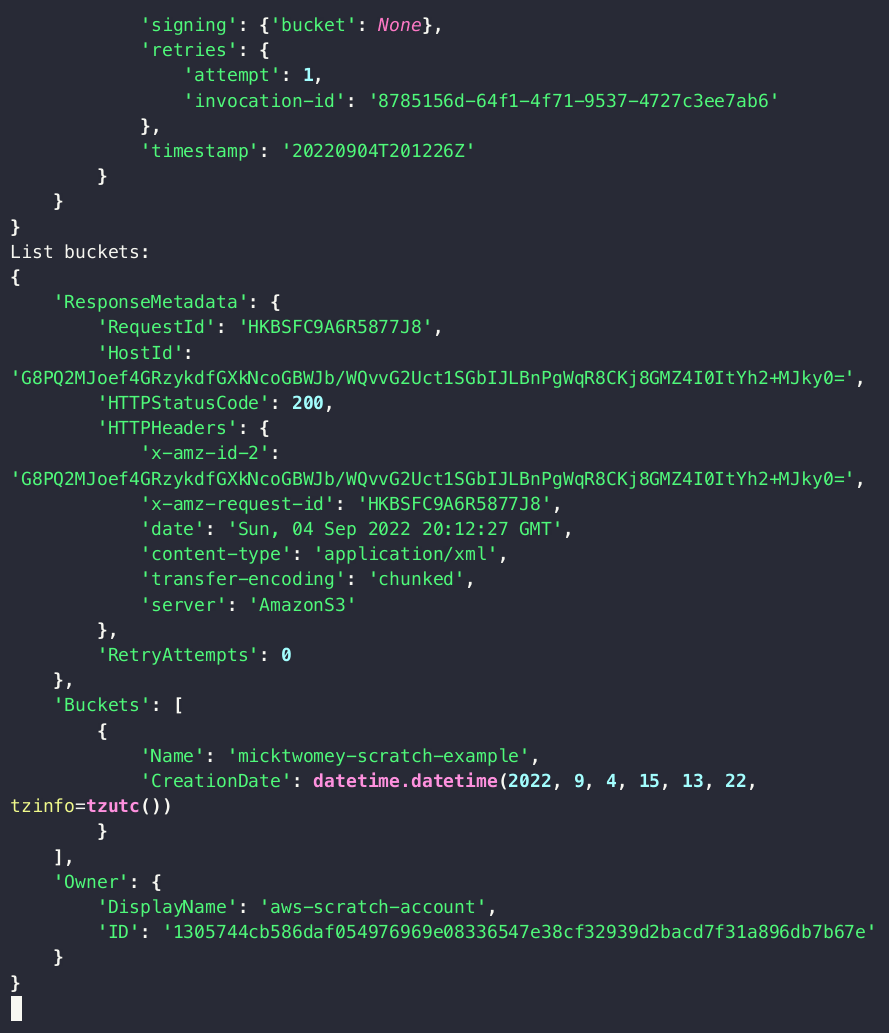 'signing': {'bucket': None},
            'retries': {
                'attempt': 1,
                'invocation-id': '8785156d-64f1-4f71-9537-4727c3ee7ab6'
            },
            'timestamp': '20220904T201226Z'
        }
    }
}
List buckets:
{
    'ResponseMetadata': {
        'RequestId': 'HKBSFC9A6R5877J8',
        'HostId':
'G8PQ2MJoef4GRzykdfGXkNcoGBWJb/WQvvG2Uct1SGbIJLBnPgWqR8CKj8GMZ4I0ItYh2+MJky0=',
        'HTTPStatusCode': 200,
        'HTTPHeaders': {
            'x-amz-id-2':
'G8PQ2MJoef4GRzykdfGXkNcoGBWJb/WQvvG2Uct1SGbIJLBnPgWqR8CKj8GMZ4I0ItYh2+MJky0=',
            'x-amz-request-id': 'HKBSFC9A6R5877J8',
            'date': 'Sun, 04 Sep 2022 20:12:27 GMT',
            'content-type': 'application/xml',
            'transfer-encoding': 'chunked',
            'server': 'AmazonS3'
        },
        'RetryAttempts': 0
    },
    'Buckets': [
        {
            'Name': 'micktwomey-scratch-example',
            'CreationDate': datetime.datetime(2022, 9, 4, 15, 13, 22,
tzinfo=tzutc())
        }
    ],
    'Owner': {
        'DisplayName': 'aws-scratch-account',
        'ID': '1305744cb586daf054976969e08336547e38cf32939d2bacd7f31a896db7b67e'
    }
}